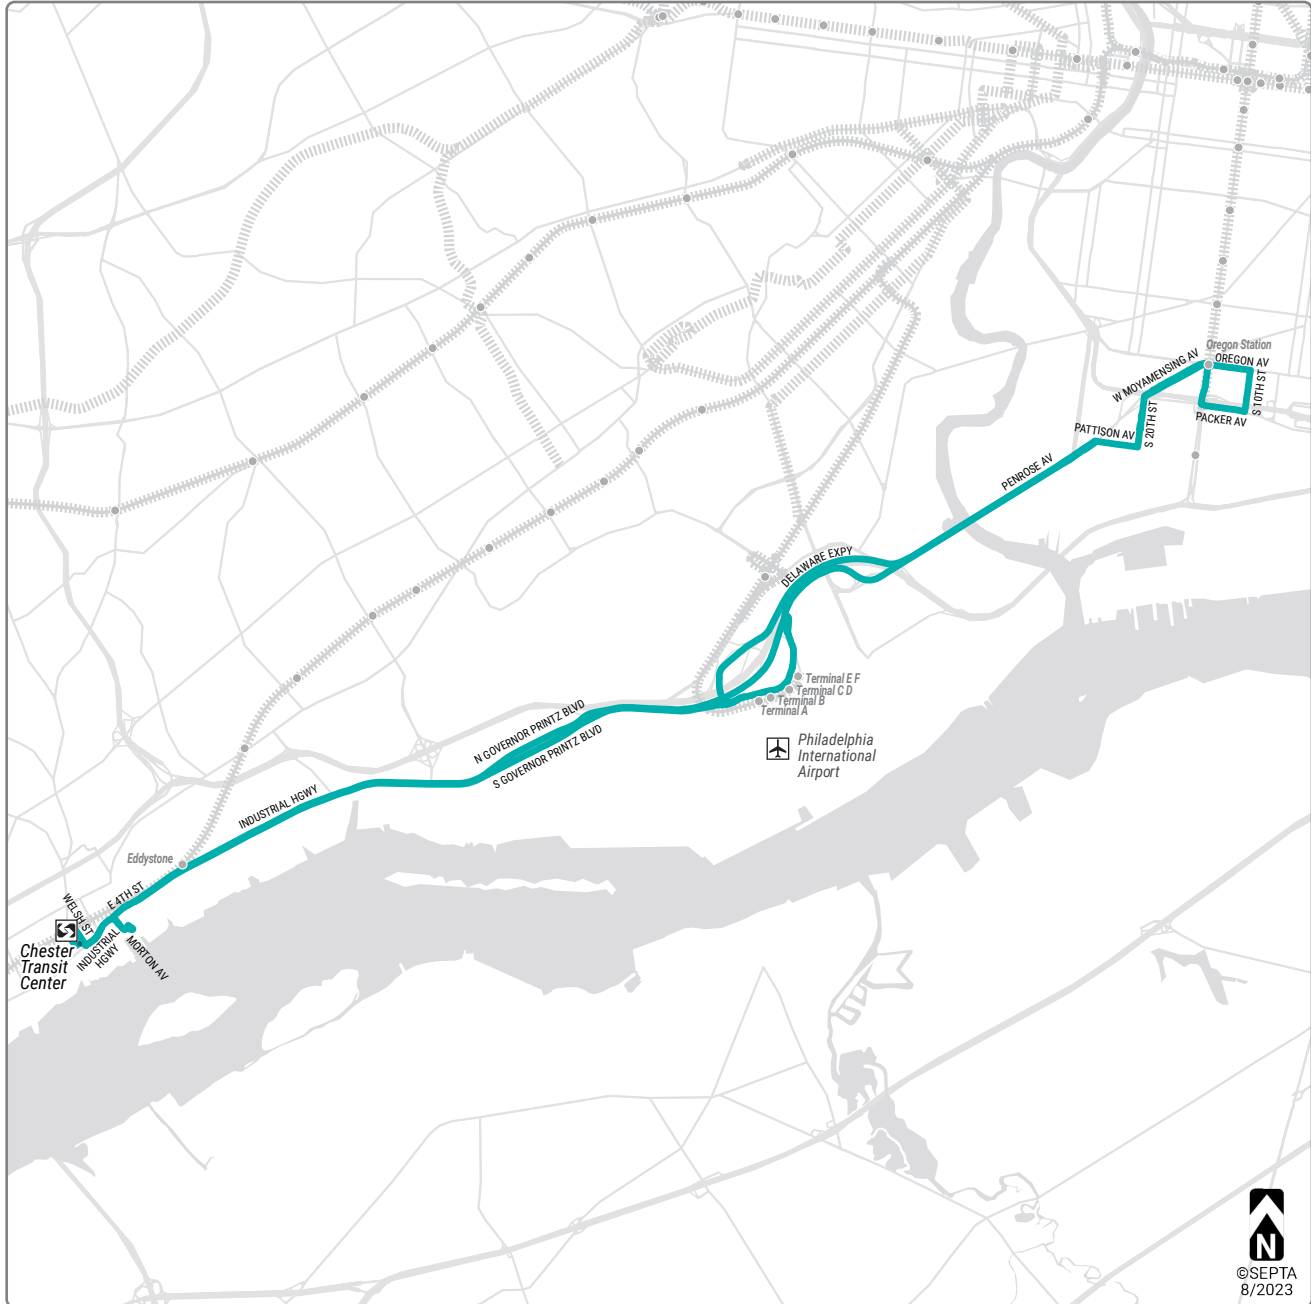 Oregon Station
OREGON AV
W MOYAMENSING AV
S 10TH ST
PACKER AV
S 20TH ST
PATTISON AV
PENROSE AV
DELAWARE EXPY
Terminal E F
Terminal C D
Terminal B
Terminal A
Philadelphia
International
Airport
N GOVERNOR PRINTZ BLVD
S GOVERNOR PRINTZ BLVD
INDUSTRIAL HGWY
Eddystone
E 4TH ST
WELSH ST
Chester
Transit
Center
INDUSTRIAL
HGWY
MORTON AV
N
©SEPTA
8/2023